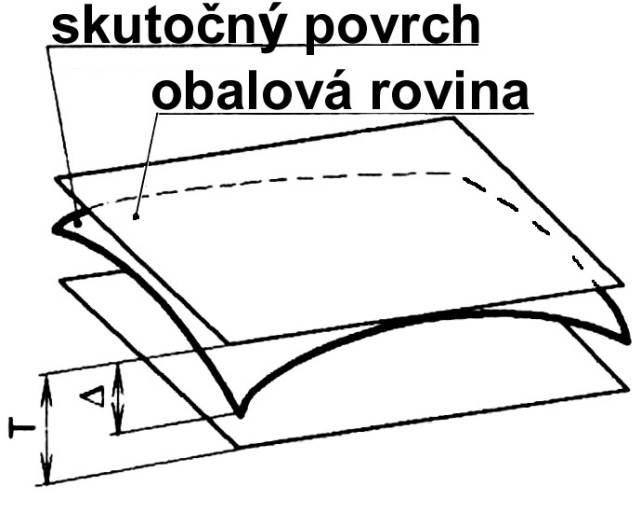 skutočný povrch
obalová rovina
Δ
T